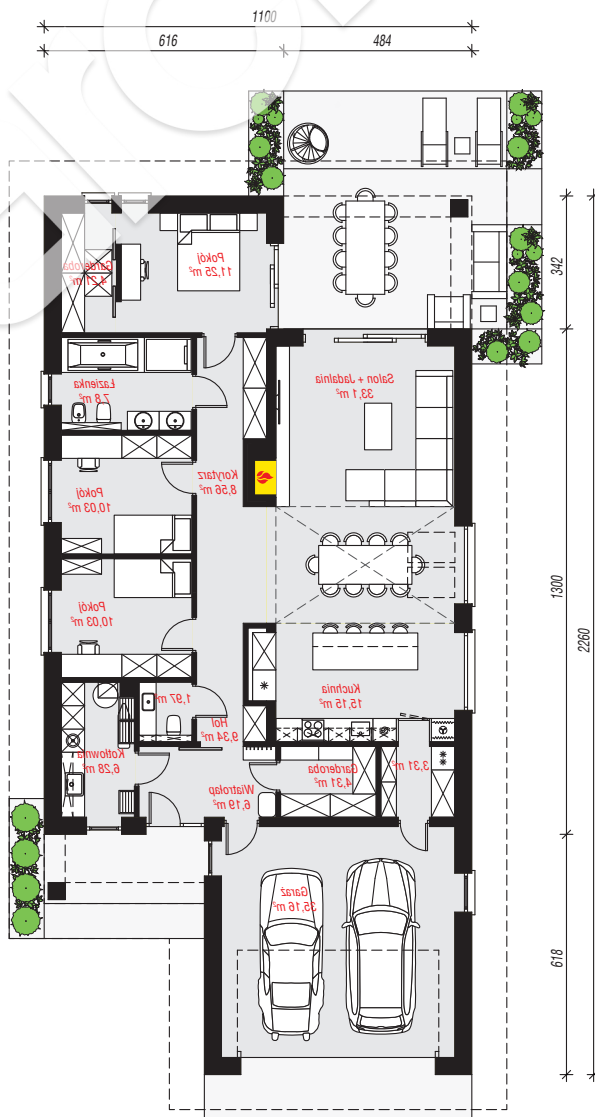 1100
616
484
Pokój
11,25 m²
Garderoba
4,27 m²
342
Salon + Jadalnia
33,1 m²
Łazienka
7,8 m²
Korytarz
8,56 m²
Pokój
10,03 m²
Pokój
10,03 m²
1300
2260
Kuchnia
15,15 m²
1,97 m²
Hol
9,34 m²
Kotłownia
6,28 m²
Wiatrołap
6,19 m²
Garderoba
4,31 m²
3,31 m²
Garaż
35,16 m²
618